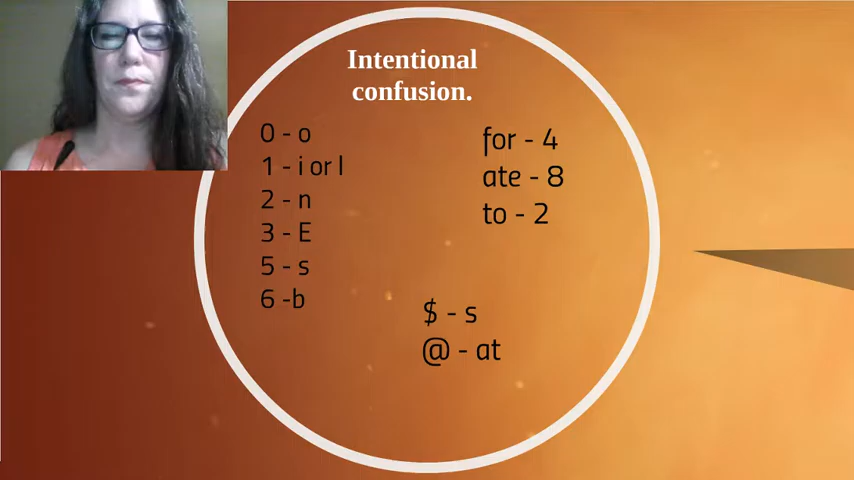 Intentional
confusion.
0 - o
1 - i or l
2 - n
3 - E
5 - s
6 -b
for - 4
ate - 8
to - 2
$ - s
@ - at